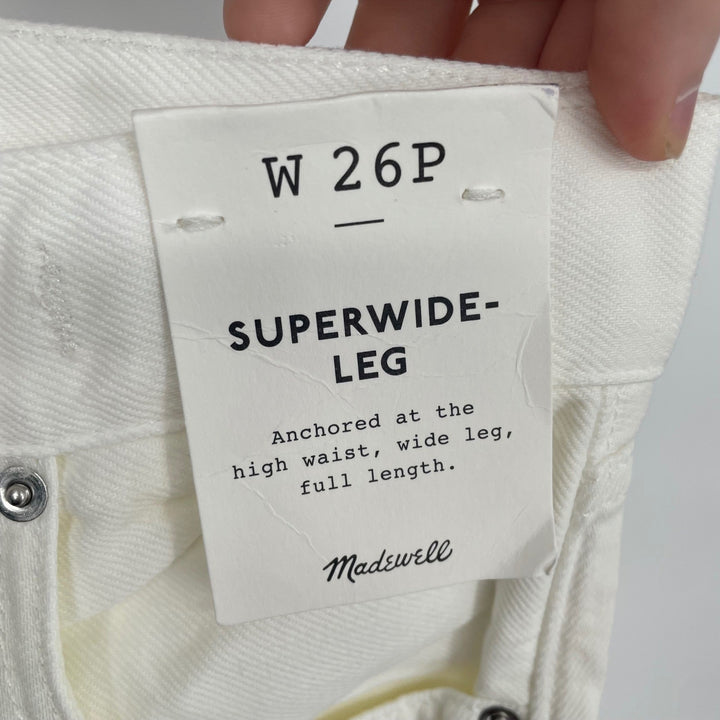 W 26P
SUPERWIDE-
LEG
Anchored at the
high waist, wide leg,
full length.
Madewell